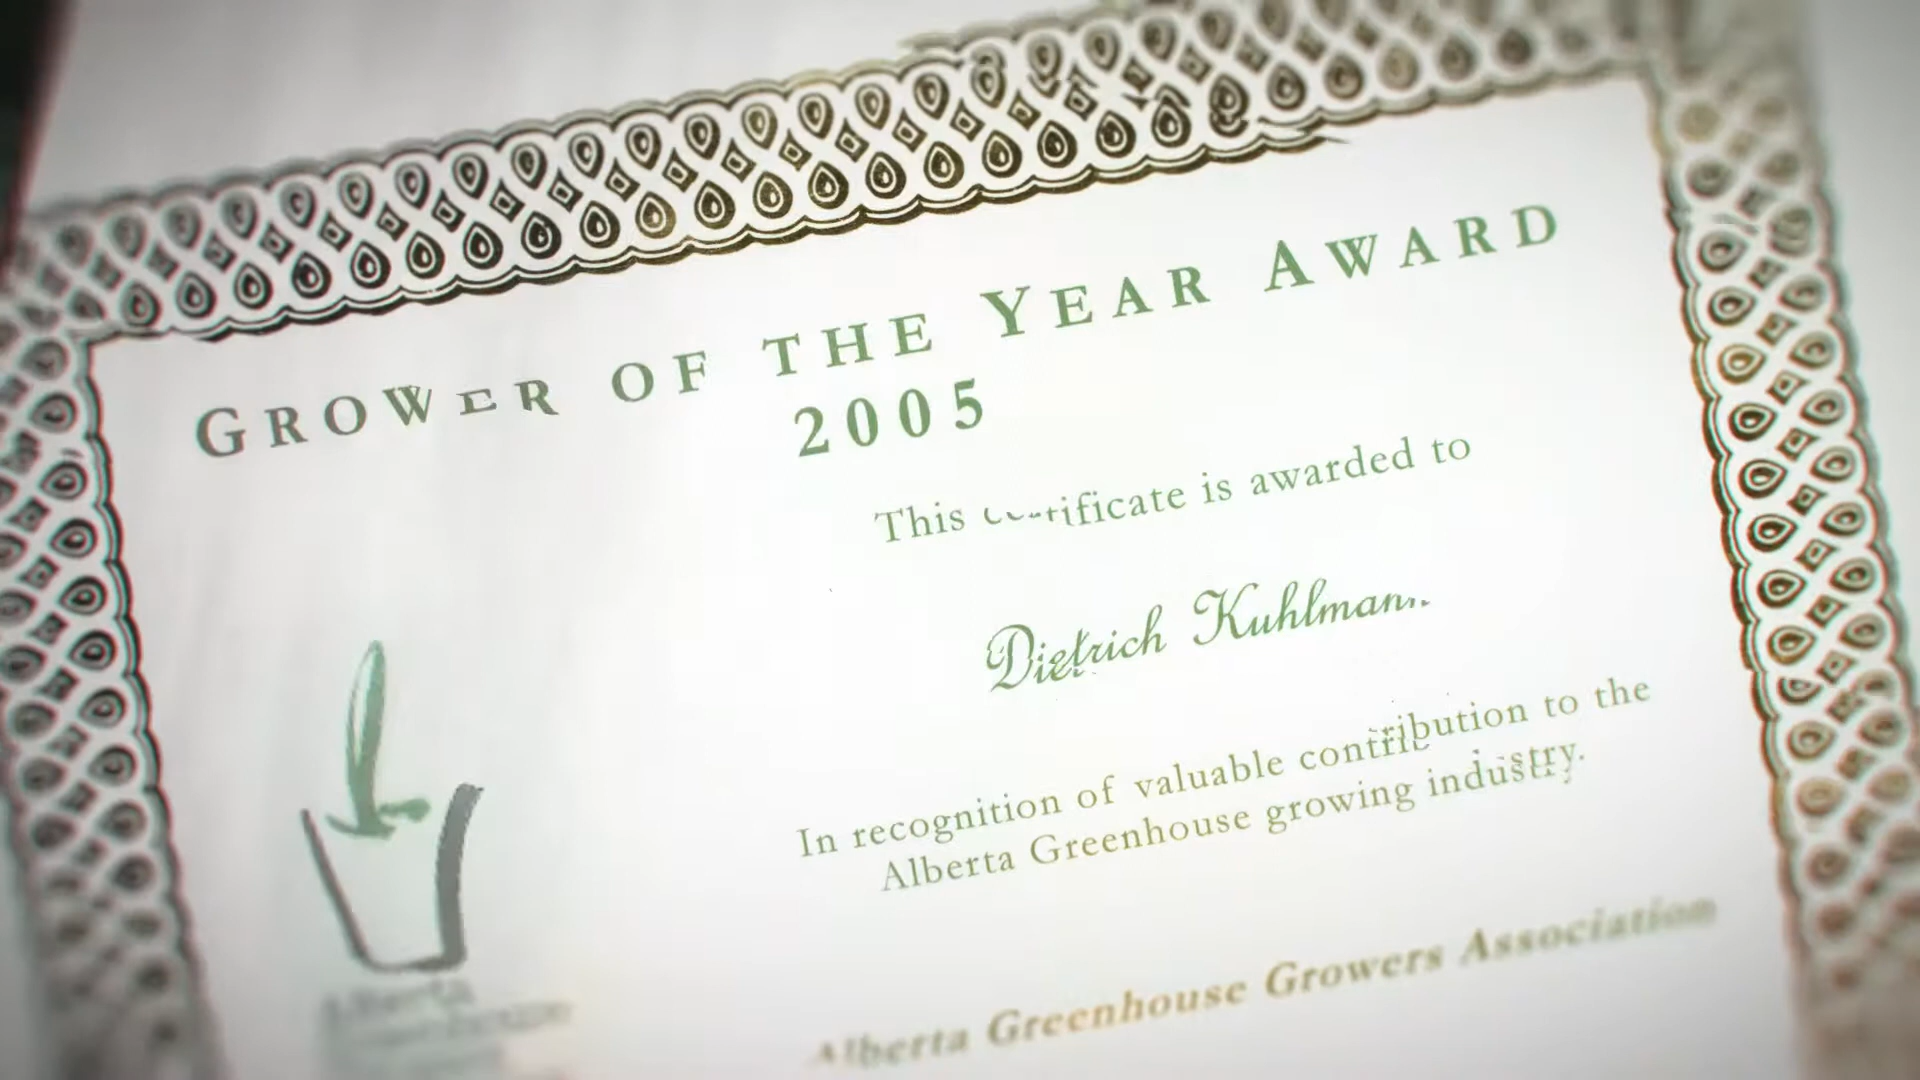 GROWER OF THE YEAR AWARD
2005
This certificate is awarded to
Dietrich Kuhlmann
In recognition of valuable contribution to the
Alberta Greenhouse growing industry.
Alberta Greenhouse Growers Association
Alberta